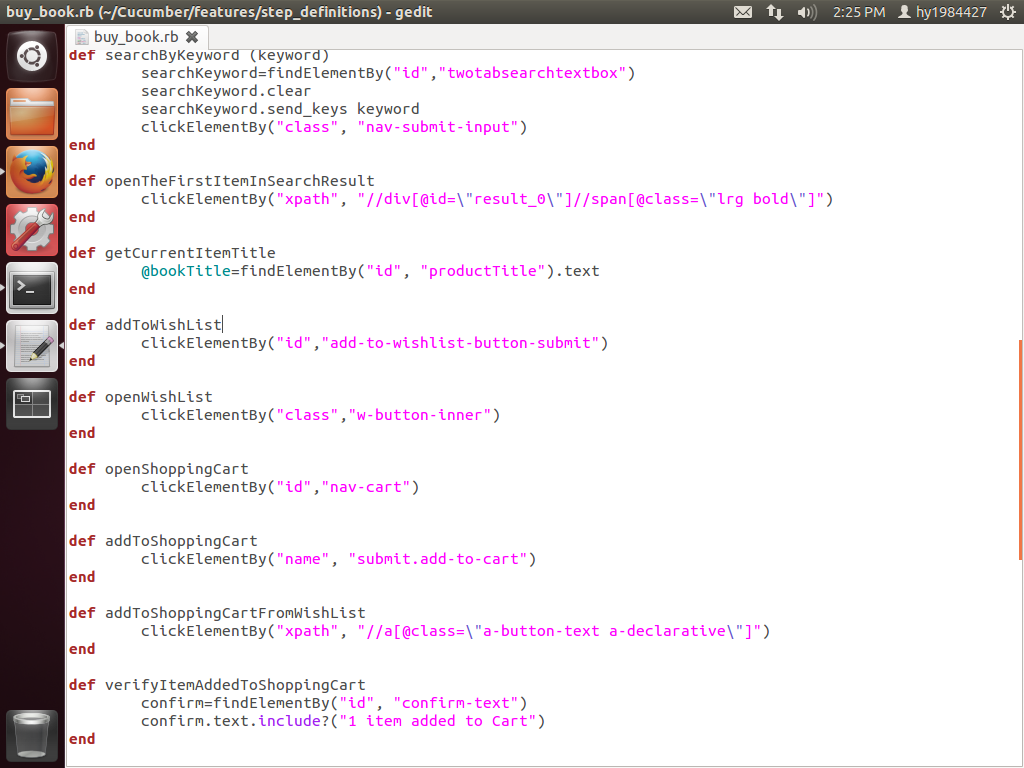 buy_book.rb (~/Cucumber/features/step_definitions) - gedit
2:25 PM
hy1984427
buy_book.rb
def searchByKeyword (keyword)
        searchKeyword=findElementBy("id","twotabsearchtextbox")
        searchKeyword.clear
        searchKeyword.send_keys keyword
        clickElementBy("class", "nav-submit-input")
end
def openTheFirstItemInSearchResult
        clickElementBy("xpath", "//div[@id=\"result_0\"]//span[@class=\"lrg bold\"]")
end
def getCurrentItemTitle
        @bookTitle=findElementBy("id", "productTitle").text
end
def addToWishList
        clickElementBy("id","add-to-wishlist-button-submit")
end
def openWishList
        clickElementBy("class","w-button-inner")
end
def openShoppingCart
        clickElementBy("id","nav-cart")
end
def addToShoppingCart
        clickElementBy("name", "submit.add-to-cart")
end
def addToShoppingCartFromWishList
        clickElementBy("xpath", "//a[@class=\"a-button-text a-declarative\"]")
end
def verifyItemAddedToShoppingCart
        confirm=findElementBy("id", "confirm-text")
        confirm.text.include?("1 item added to Cart")
end